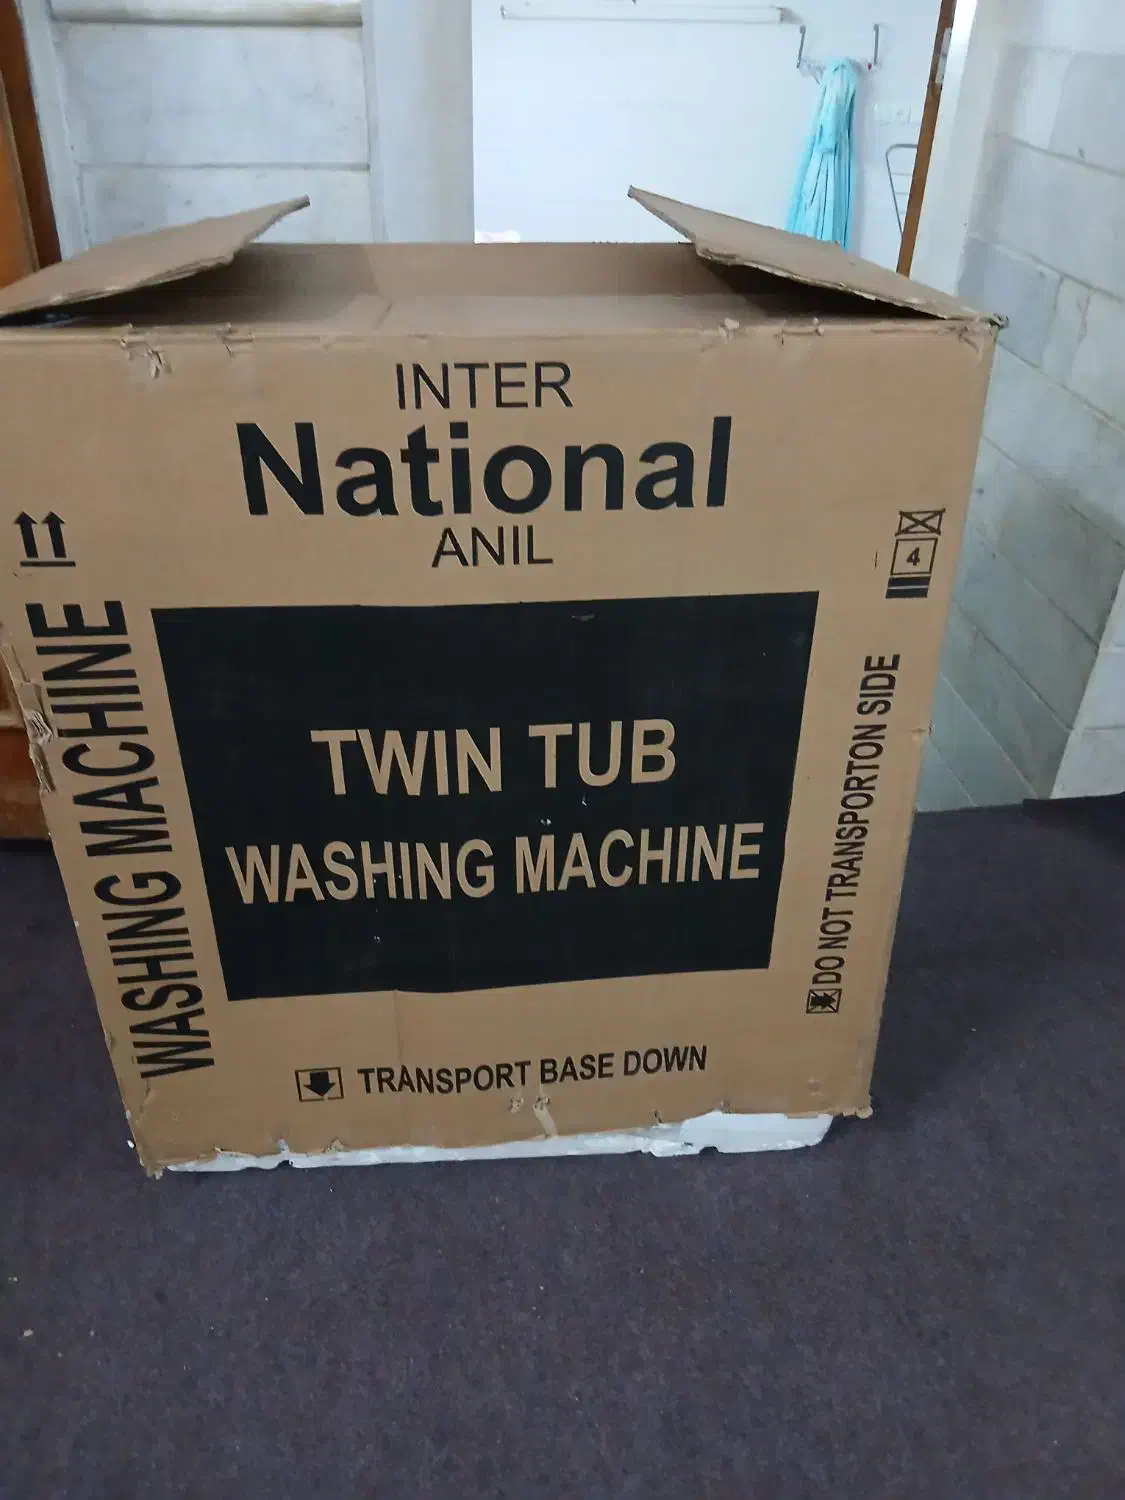 INTER
National
ANIL
TWIN TUB
WASHING MACHINE
WASHING MACHINE
4
DO NOT TRANSPORTON SIDE
TRANSPORT BASE DOWN